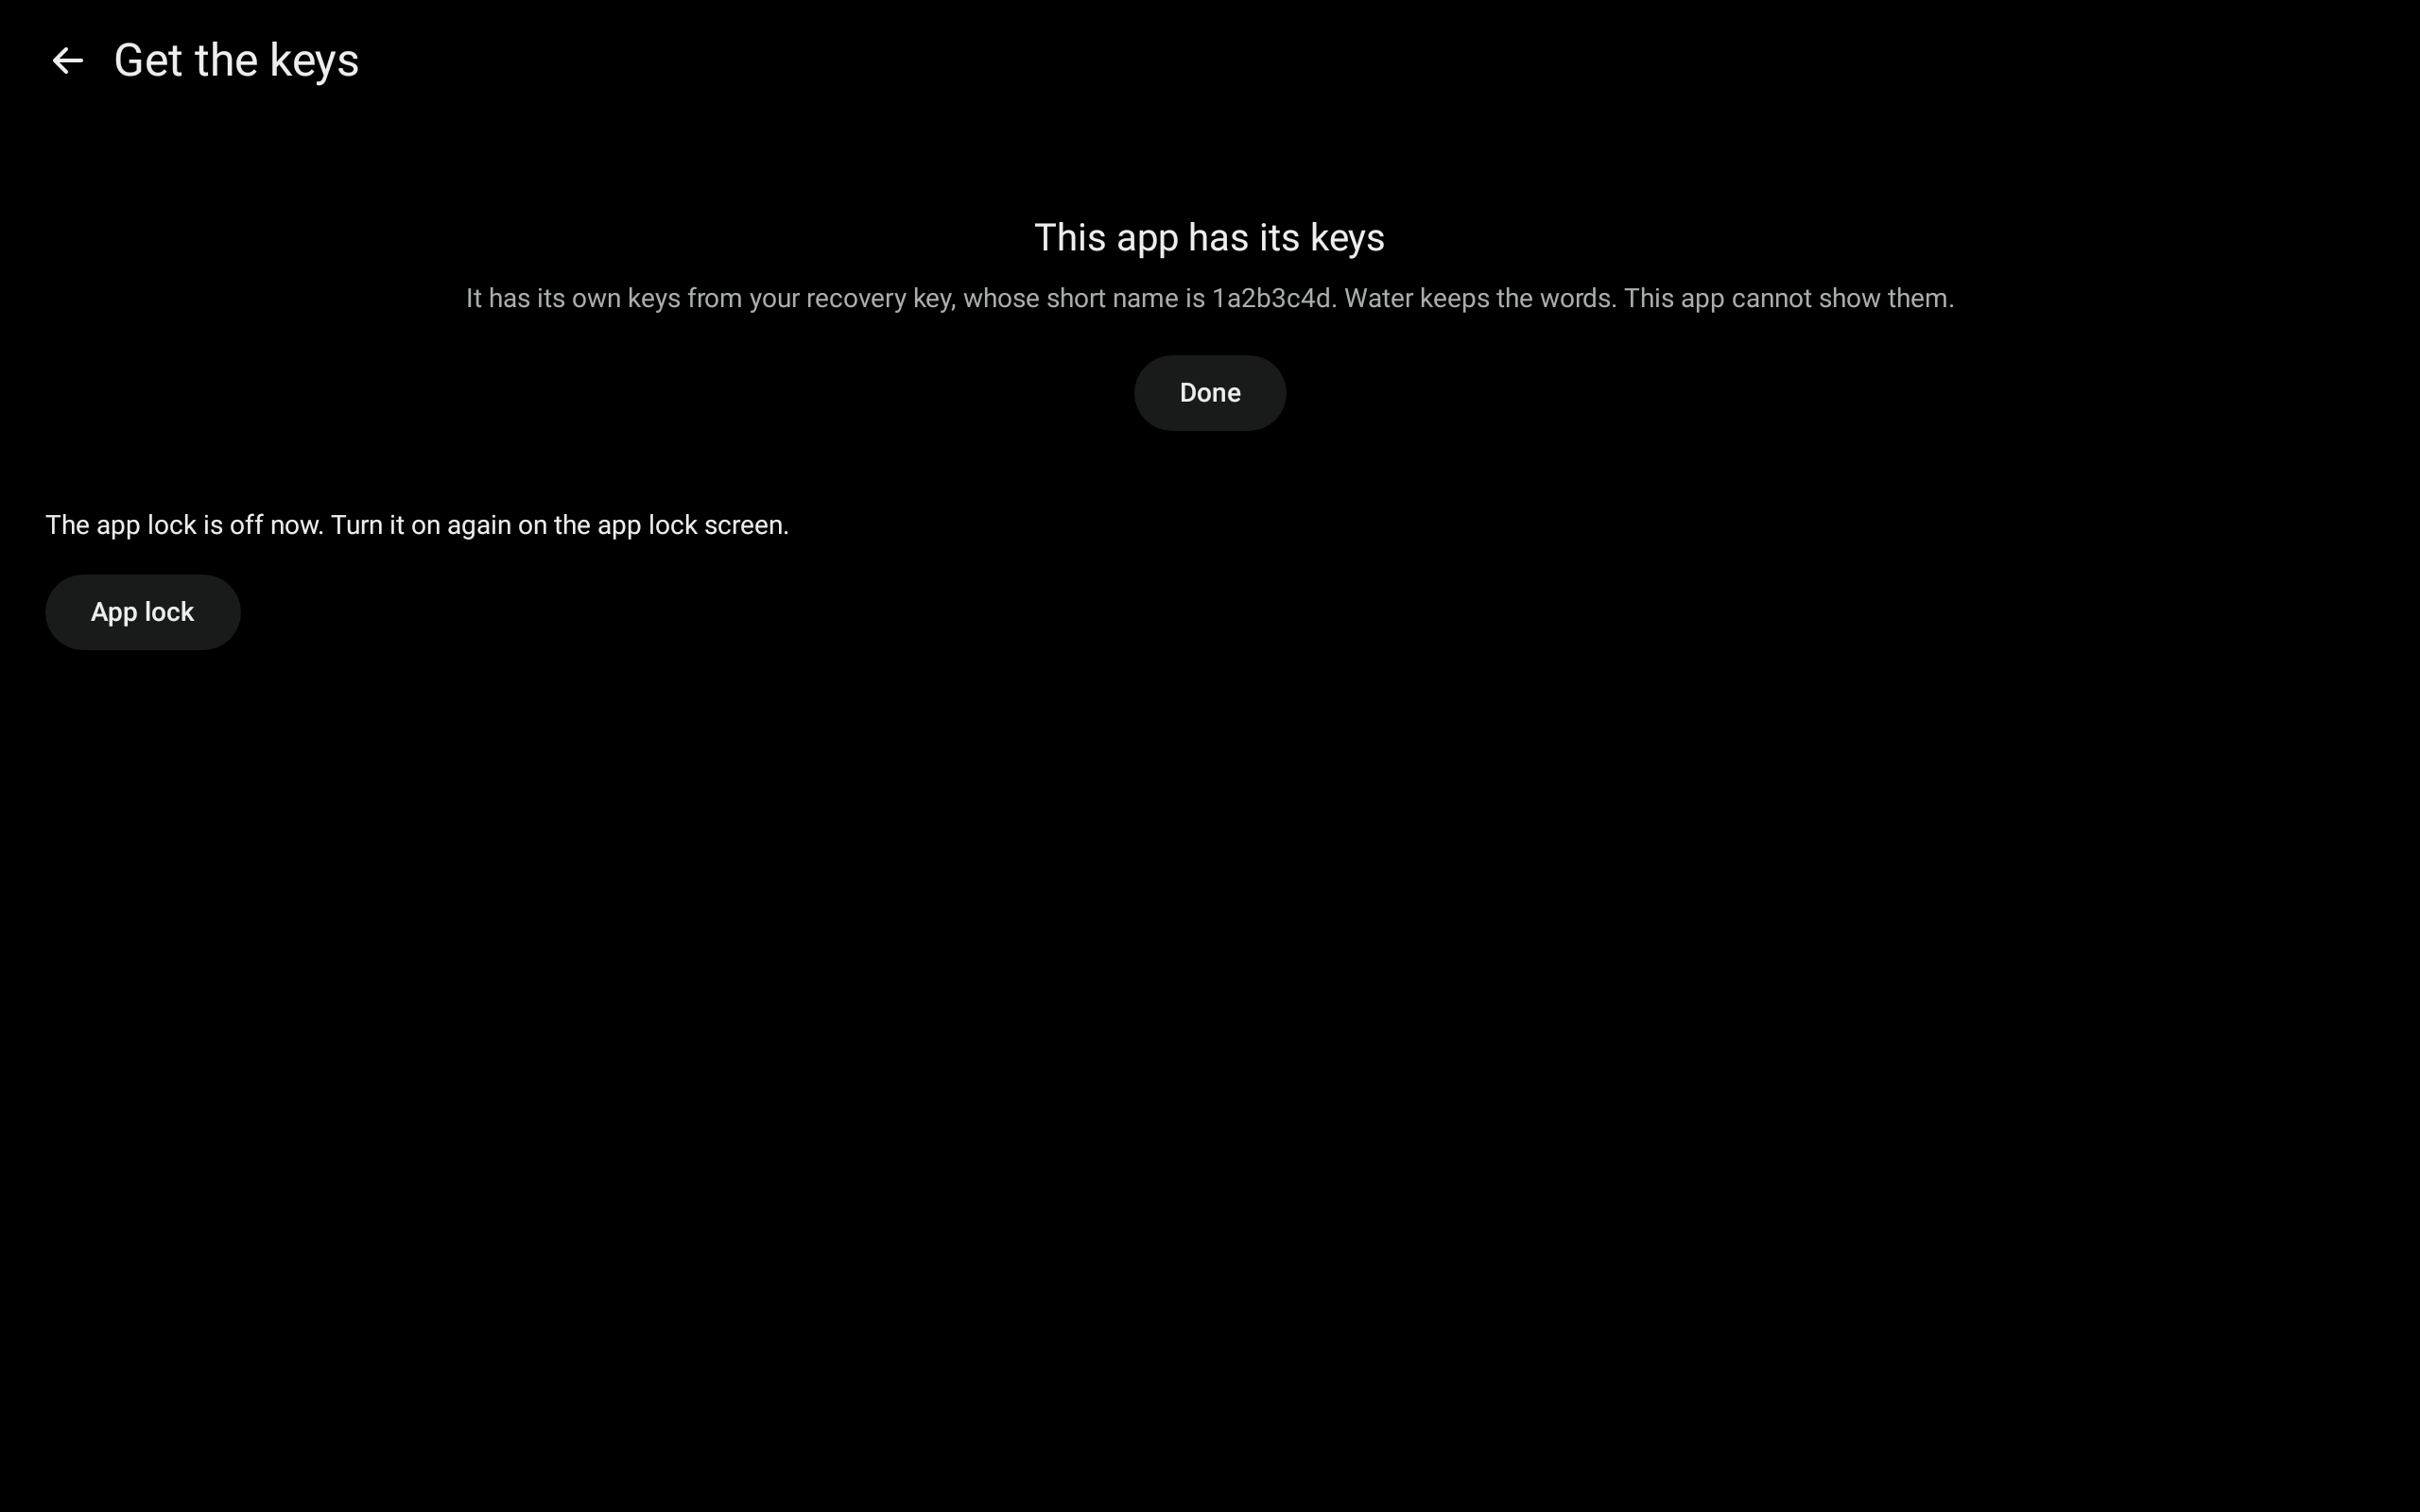 Get the keys
This app has its keys
It has its own keys from your recovery key, whose short name is 1a2b3c4d. Water keeps the words. This app cannot show them.
Done
The app lock is off now. Turn it on again on the app lock screen.
App lock